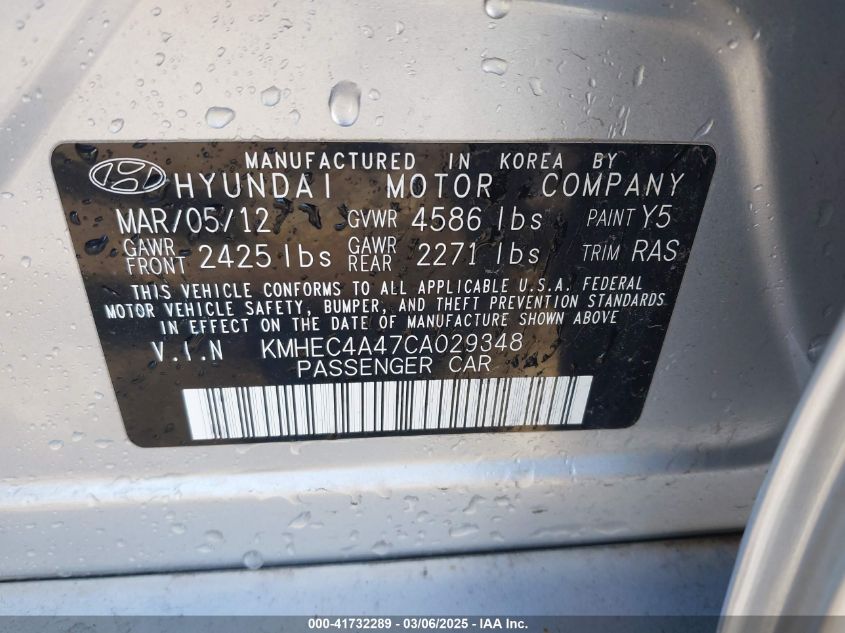 MANUFACTURED IN KOREA BY
HYUNDAI MOTOR COMPANY
MAR/05/12 GVWR 4586 lbs PAINT Y5
GAWR FRONT 2425 lbs GAWR REAR 2271 lbs TRIM RAS
THIS VEHICLE CONFORMS TO ALL APPLICABLE U.S.A. FEDERAL
MOTOR VEHICLE SAFETY, BUMPER, AND THEFT PREVENTION STANDARDS
IN EFFECT ON THE DATE OF MANUFACTURE SHOWN ABOVE
V.I.N KMHEC4A47CA029348
PASSENGER CAR
000-41732289 - 03/06/2025 - IAA Inc.